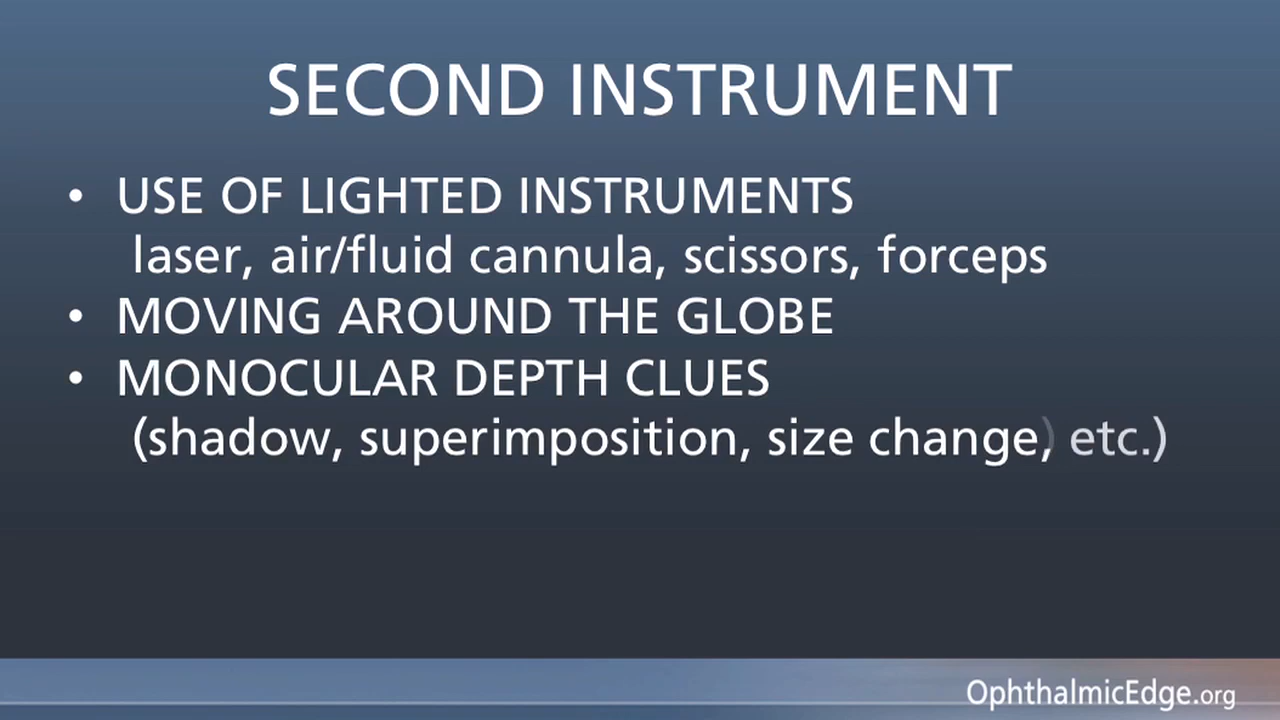 SECOND INSTRUMENT
• USE OF LIGHTED INSTRUMENTS
laser, air/fluid cannula, scissors, forceps
• MOVING AROUND THE GLOBE
• MONOCULAR DEPTH CLUES
(shadow, superimposition, size change, etc.)
OphthalmicEdge.org